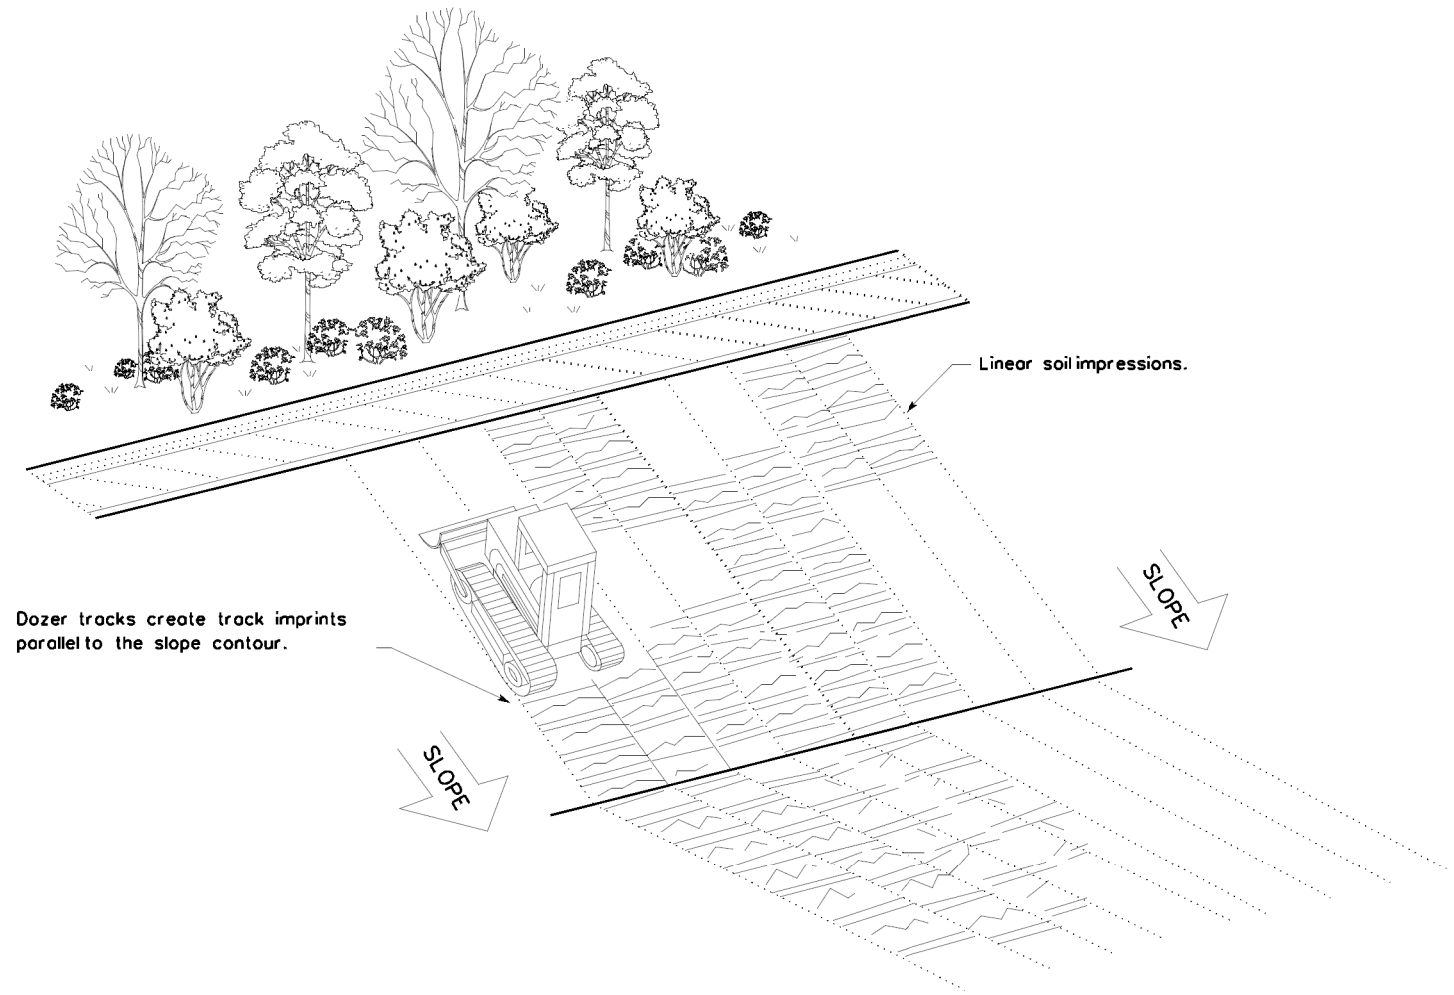 Linear soil impressions.
SLOPE
Dozer tracks create track imprints
parallel to the slope contour.
SLOPE